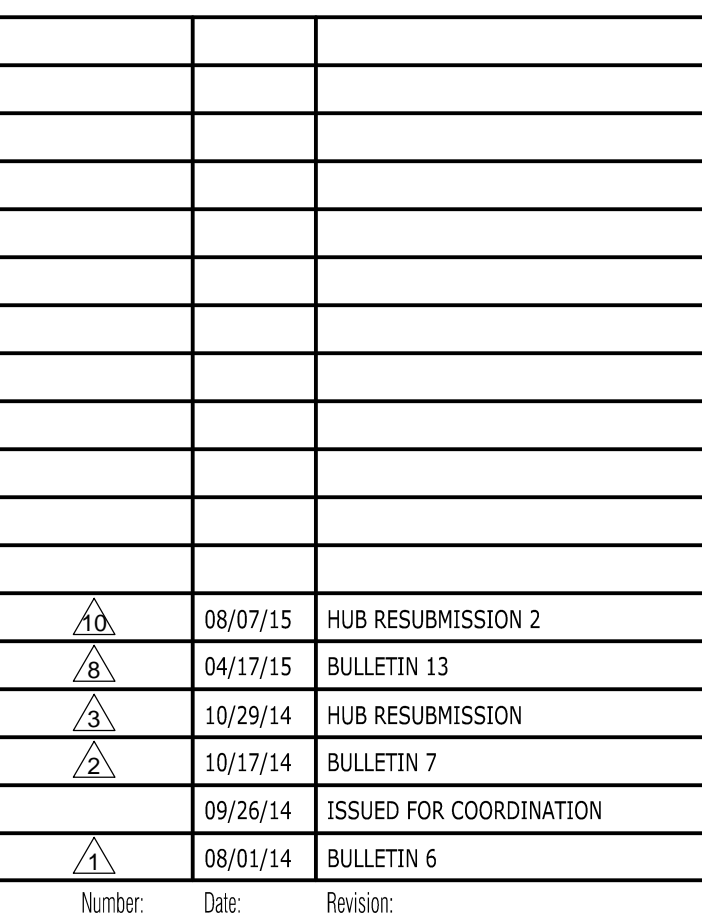 10 08/07/15 HUB RESUBMISSION 2
8 04/17/15 BULLETIN 13
3 10/29/14 HUB RESUBMISSION
2 10/17/14 BULLETIN 7
09/26/14 ISSUED FOR COORDINATION
1 08/01/14 BULLETIN 6
Number: Date: Revision: